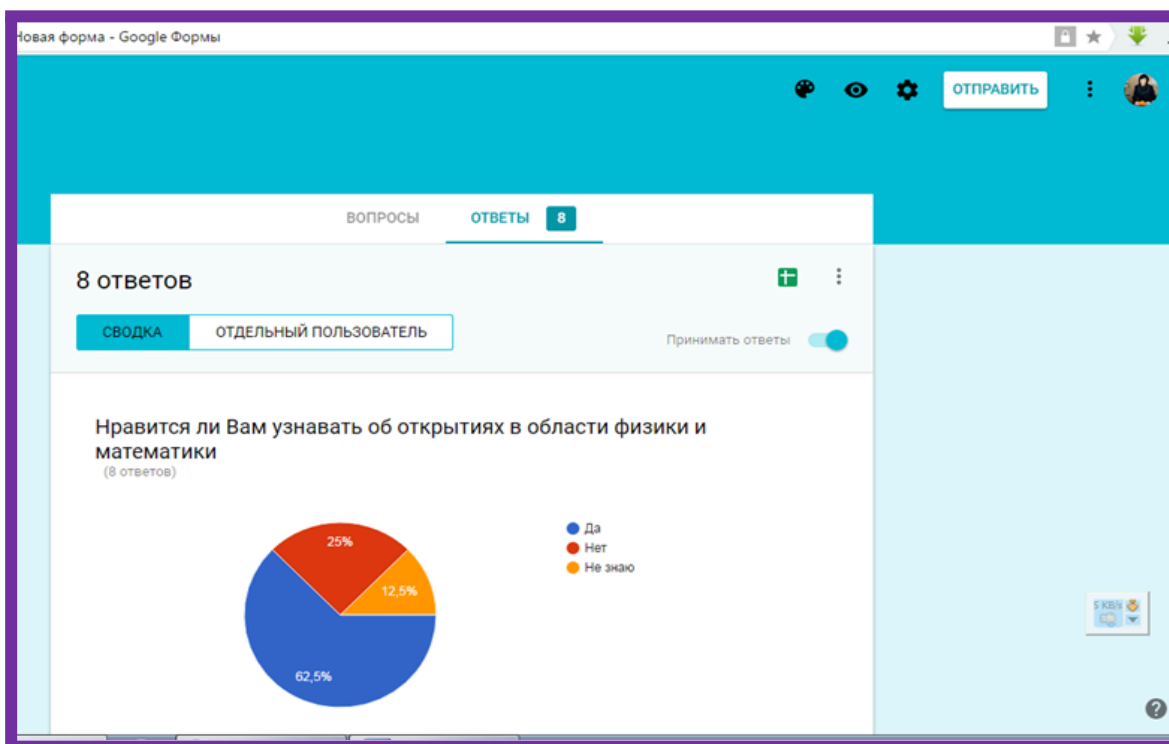 Новая форма - Google Формы
ОТПРАВИТЬ
ВОПРОСЫ ОТВЕТЫ 8
8 ответов
СВОДКА ОТДЕЛЬНЫЙ ПОЛЬЗОВАТЕЛЬ
Принимать ответы
Нравится ли Вам узнавать об открытиях в области физики и
математики
(8 ответов)
25%
12,5%
62,5%
Да
Нет
Не знаю
5 KB/s